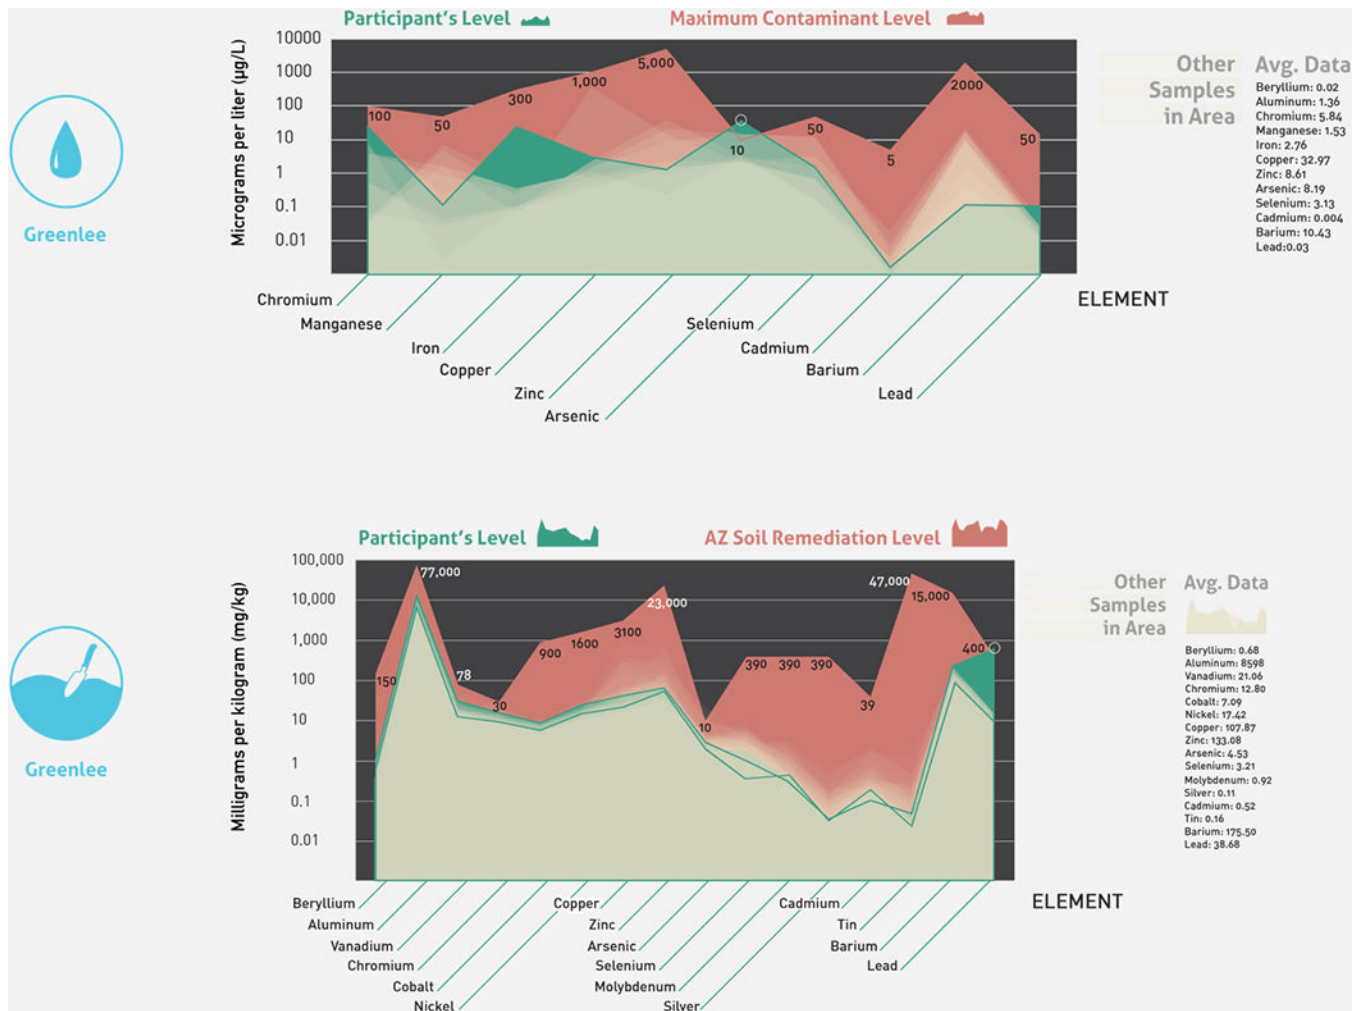 Participant's Level
Maximum Contaminant Level
Micrograms per liter (µg/L)
10000
1000
100
10
1
0.1
0.01
100
50
300
1,000
5,000
10
50
5
2000
50
Chromium
Manganese
Iron
Copper
Zinc
Arsenic
Selenium
Cadmium
Barium
Lead
ELEMENT
Greenlee
Other
Samples
in Area
Avg. Data
Beryllium: 0.02
Aluminum: 1.36
Chromium: 5.84
Manganese: 1.53
Iron: 2.76
Copper: 32.97
Zinc: 8.61
Arsenic: 8.19
Selenium: 3.13
Cadmium: 0.004
Barium: 10.43
Lead:0.03
Participant's Level
AZ Soil Remediation Level
Milligrams per kilogram (mg/kg)
100,000
10,000
1,000
100
10
1
0.1
0.01
150
77,000
78
30
900
1600
3100
23,000
10
390
390
390
39
47,000
15,000
400
Beryllium
Aluminum
Vanadium
Chromium
Cobalt
Nickel
Copper
Zinc
Arsenic
Selenium
Molybdenum
Silver
Cadmium
Tin
Barium
Lead
ELEMENT
Greenlee
Other
Samples
in Area
Avg. Data
Beryllium: 0.68
Aluminum: 8598
Vanadium: 21.06
Chromium: 12.80
Cobalt: 7.09
Nickel: 17.42
Copper: 107.87
Zinc: 133.08
Arsenic: 4.53
Selenium: 3.21
Molybdenum: 0.92
Silver: 0.11
Cadmium: 0.52
Tin: 0.16
Barium: 175.50
Lead: 38.68